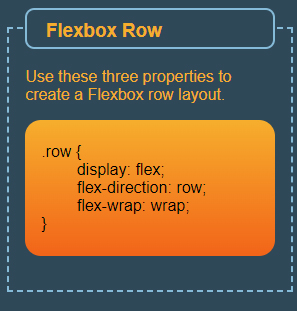 Flexbox Row
Use these three properties to
create a Flexbox row layout.
.row {
display: flex;
flex-direction: row;
flex-wrap: wrap;
}